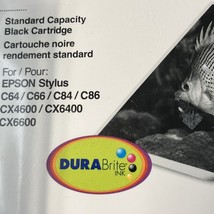 Standard Capacity
Black Cartridge
Cartouche noire
rendement standard
For / Pour:
EPSON Stylus
C64 / C66 / C84 / C86
CX4600 / CX6400
CX6600
DURABrite
INK